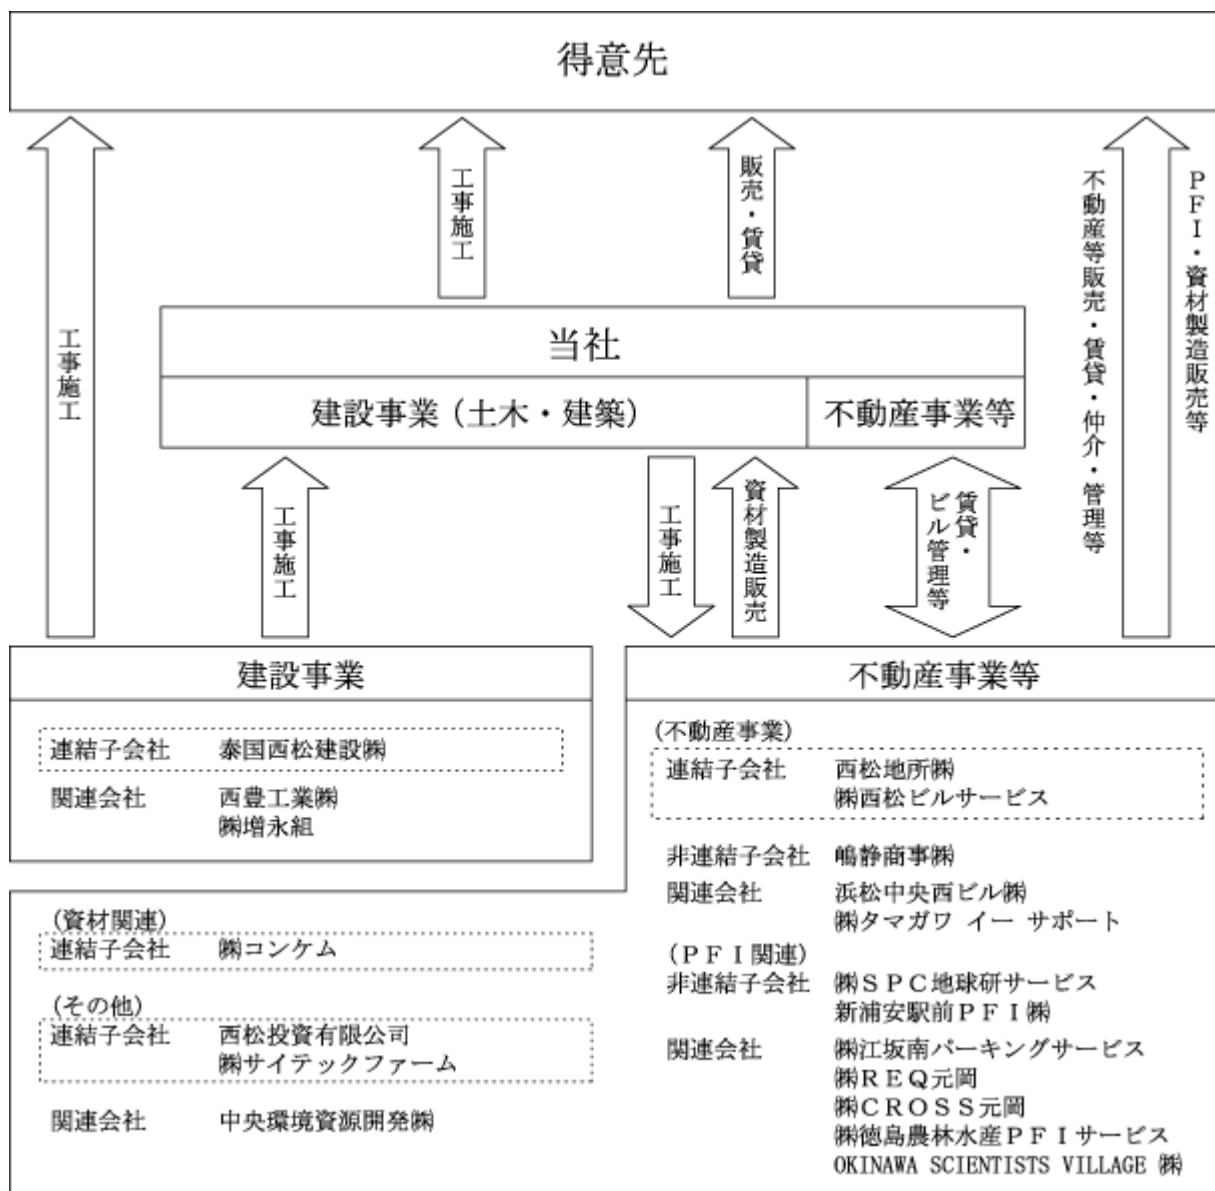 得意先
工事施工
工事施工
販売・賃貸
不動産等販売・賃貸・仲介・管理等
PFI・資材製造販売等
当社
建設事業（土木・建築）
不動産事業等
工事施工
工事施工
資材製造販売
賃貸・
ビル管理等
建設事業
連結子会社 泰国西松建設㈱
関連会社 西豊工業㈱
㈱増永組
不動産事業等
(不動産事業)
連結子会社 西松地所㈱
㈱西松ビルサービス
非連結子会社 嶋静商事㈱
関連会社 浜松中央西ビル㈱
㈱タマガワ イー サポート
(ＰＦＩ関連)
非連結子会社 ㈱ＳＰＣ地球研サービス
新浦安駅前ＰＦＩ㈱
関連会社 ㈱江坂南パーキングサービス
㈱ＲＥＱ元岡
㈱ＣＲＯＳＳ元岡
㈱徳島農林水産ＰＦＩサービス
OKINAWA SCIENTISTS VILLAGE ㈱
(資材関連)
連結子会社 ㈱コンケム
(その他)
連結子会社 西松投資有限公司
㈱サイテックファーム
関連会社 中央環境資源開発㈱